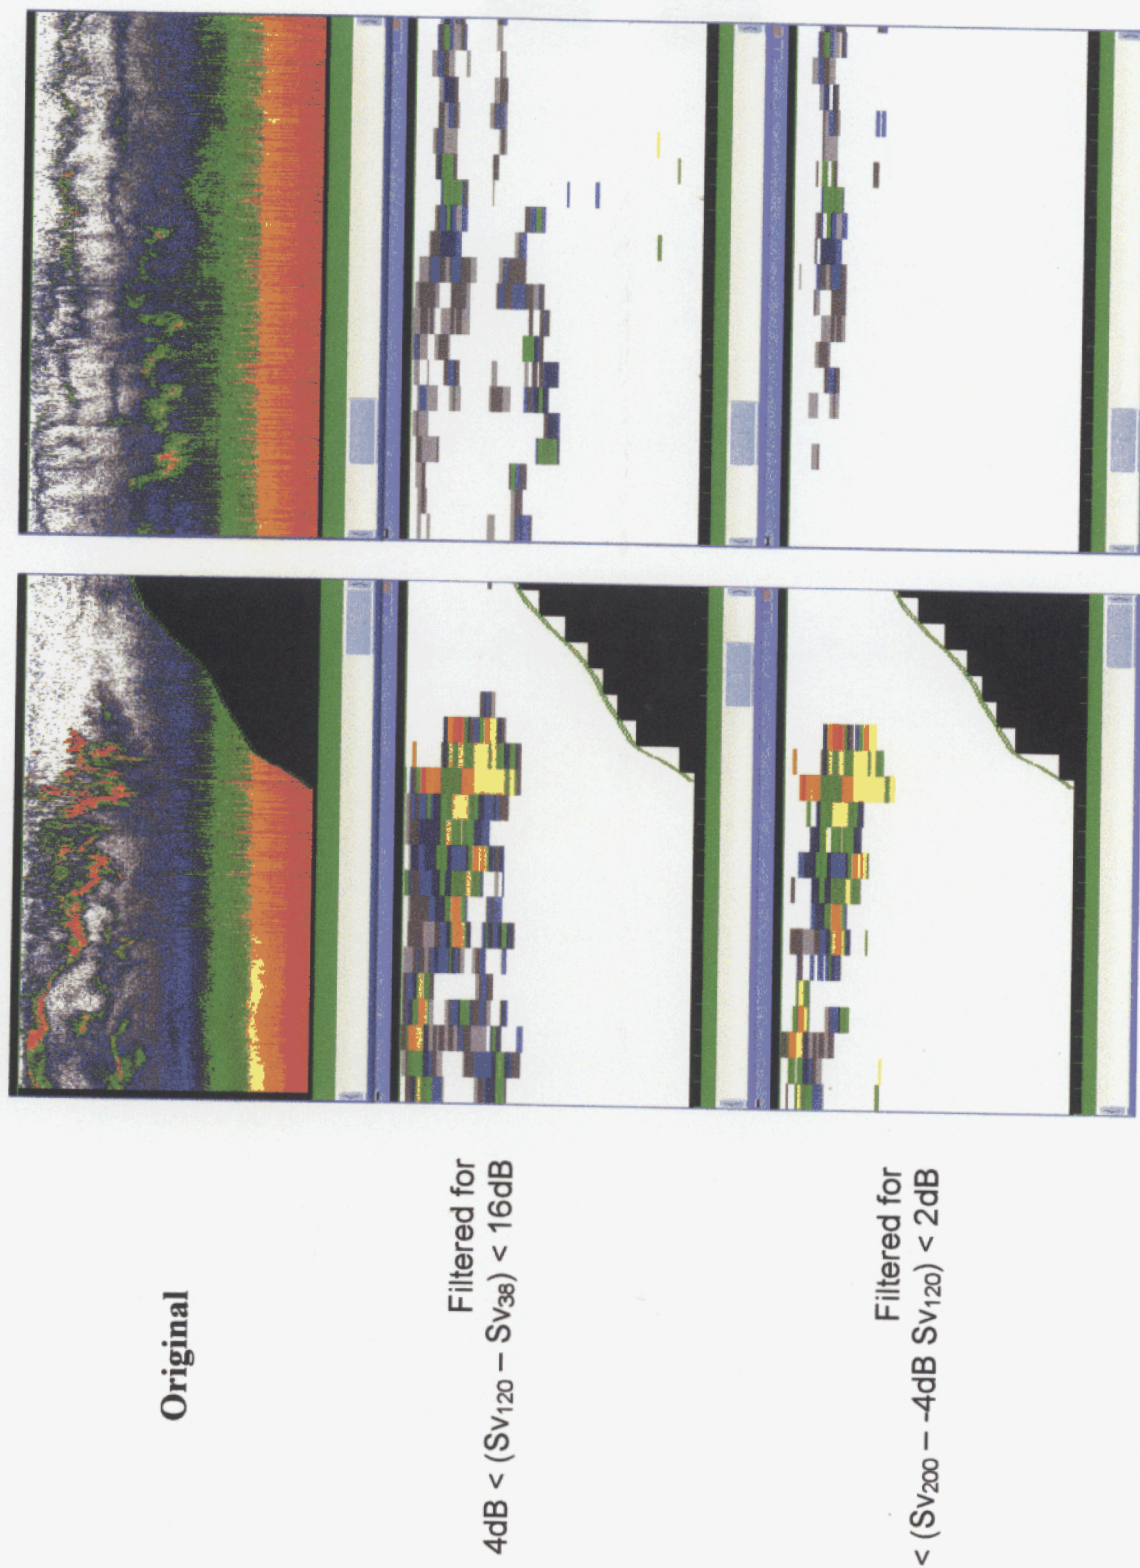 Original
Filtered for
4dB < (Sv₁₂₀ – Sv₃₈) < 16dB
Filtered for
< (Sv₂₀₀ – -4dB Sv₁₂₀) < 2dB